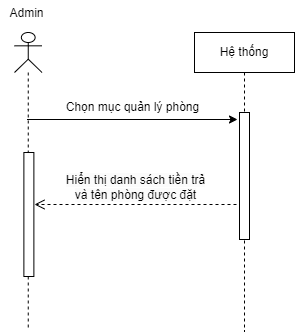 Admin
Hệ thống
Chọn mục quản lý phòng
Hiển thị danh sách tiền trả
và tên phòng được đặt